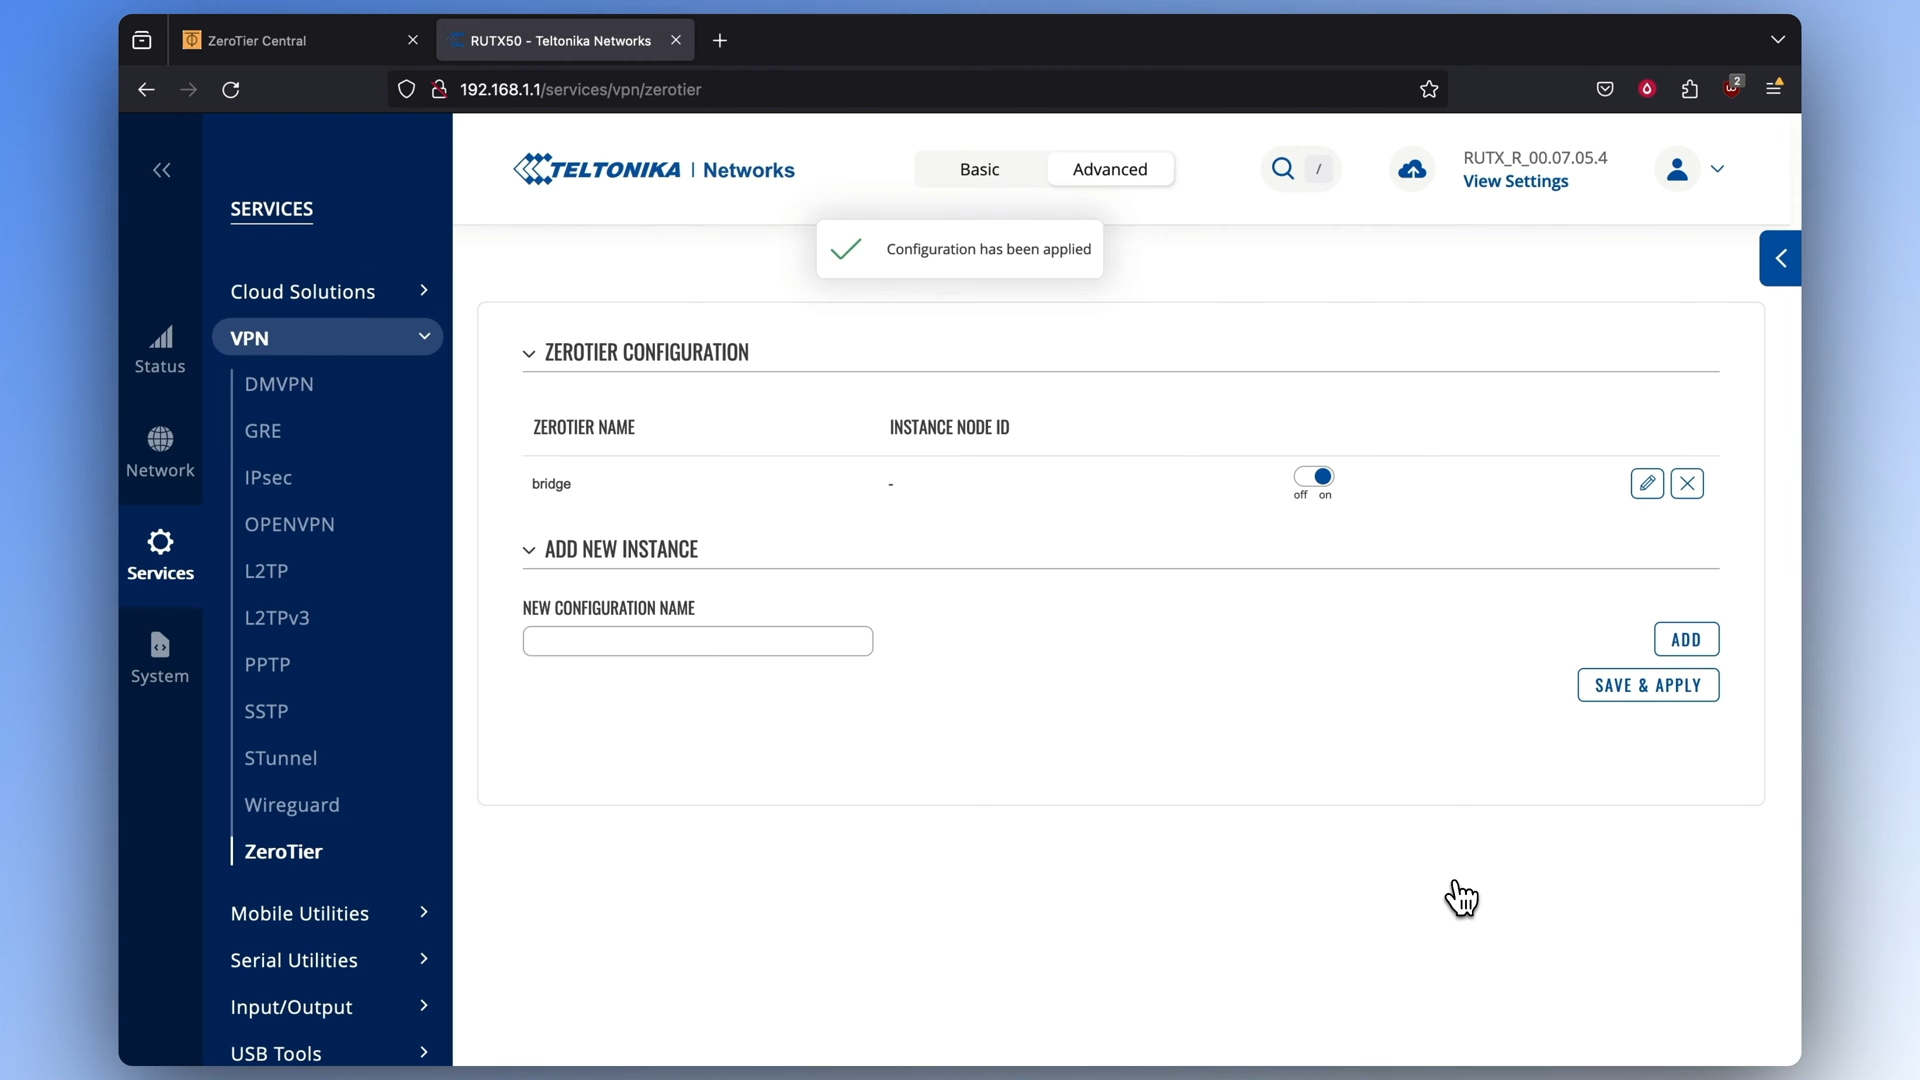 ZeroTier Central
RUTX50 - Teltonika Networks
192.168.1.1/services/vpn/zerotier
2
TELTONIKA | Networks
Basic
Advanced
/
RUTX_R_00.07.05.4
View Settings
Configuration has been applied
Status
Network
Services
System
SERVICES
Cloud Solutions
VPN
DMVPN
GRE
IPsec
OPENVPN
L2TP
L2TPv3
PPTP
SSTP
STunnel
Wireguard
ZeroTier
Mobile Utilities
Serial Utilities
Input/Output
USB Tools
ZEROTIER CONFIGURATION
ZEROTIER NAME
INSTANCE NODE ID
bridge
-
off on
ADD NEW INSTANCE
NEW CONFIGURATION NAME
ADD
SAVE & APPLY